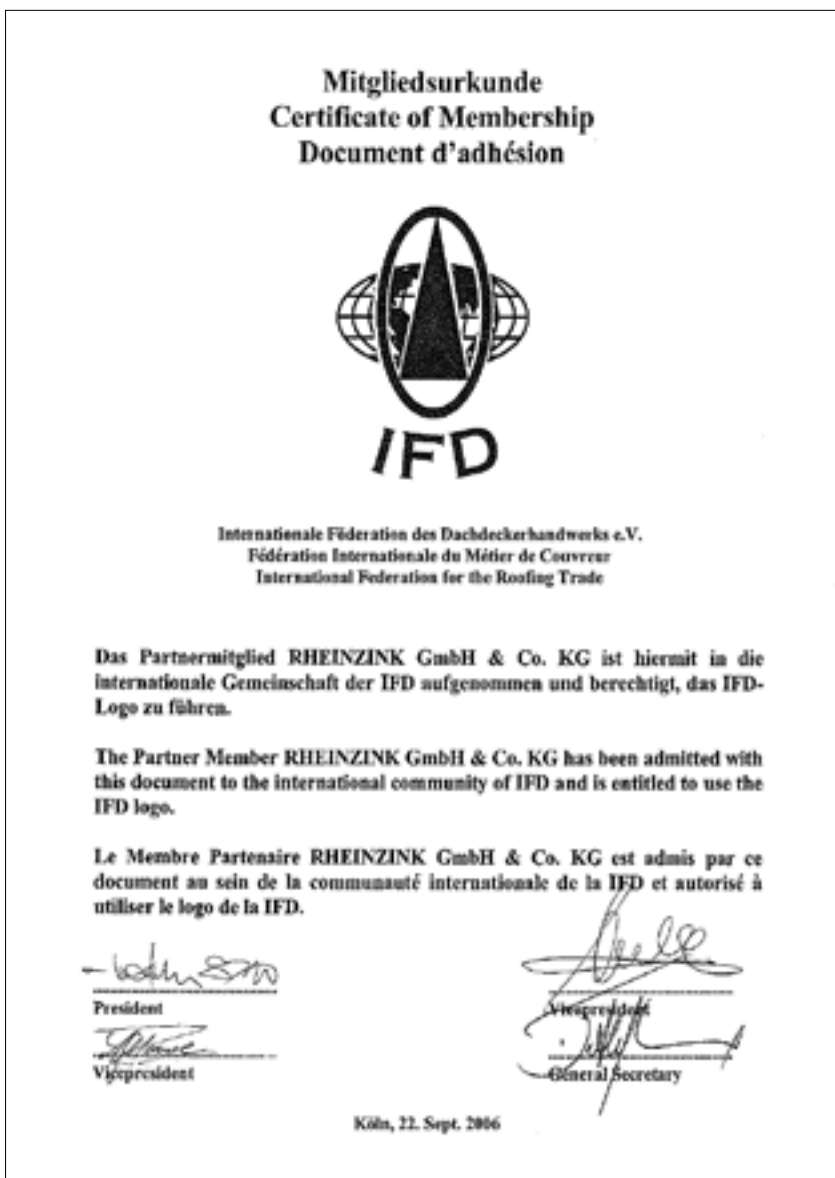 Mitgliedsurkunde
Certificate of Membership
Document d'adhésion
IFD
Internationale Föderation des Dachdeckerhandwerks e.V.
Fédération Internationale du Métier de Couvreur
International Federation for the Roofing Trade
Das Partnermitglied RHEINZINK GmbH & Co. KG ist hiermit in die
internationale Gemeinschaft der IFD aufgenommen und berechtigt, das IFD-
Logo zu führen.
The Partner Member RHEINZINK GmbH & Co. KG has been admitted with
this document to the international community of IFD and is entitled to use the
IFD logo.
Le Membre Partenaire RHEINZINK GmbH & Co. KG est admis par ce
document au sein de la communauté internationale de la IFD et autorisé à
utiliser le logo de la IFD.
President
Vicepresident
Vicepresident
General Secretary
Köln, 22. Sept. 2006